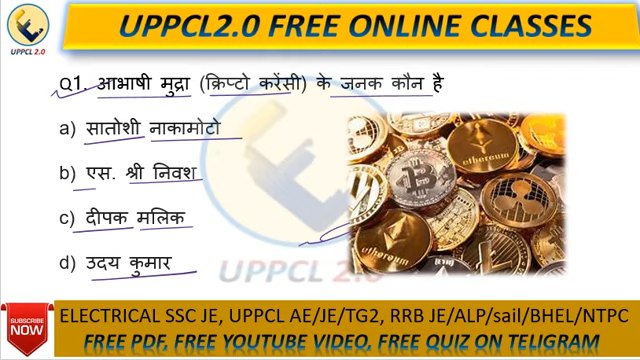 UPPCL2.0 FREE ONLINE CLASSES
UPPCL 2.0
Q1. आभाषी मुद्रा (क्रिप्टो करेंसी) के जनक कौन है
a) सातोशी नाकामोटो
b) एस. श्री निवश
c) दीपक मलिक
d) उदय कुमार
ethereum
ethereum
UPPCL 2.0
SUBSCRIBE
NOW
ELECTRICAL SSC JE, UPPCL AE/JE/TG2, RRB JE/ALP/sail/BHEL/NTPC
FREE PDF, FREE YOUTUBE VIDEO, FREE QUIZ ON TELIGRAM